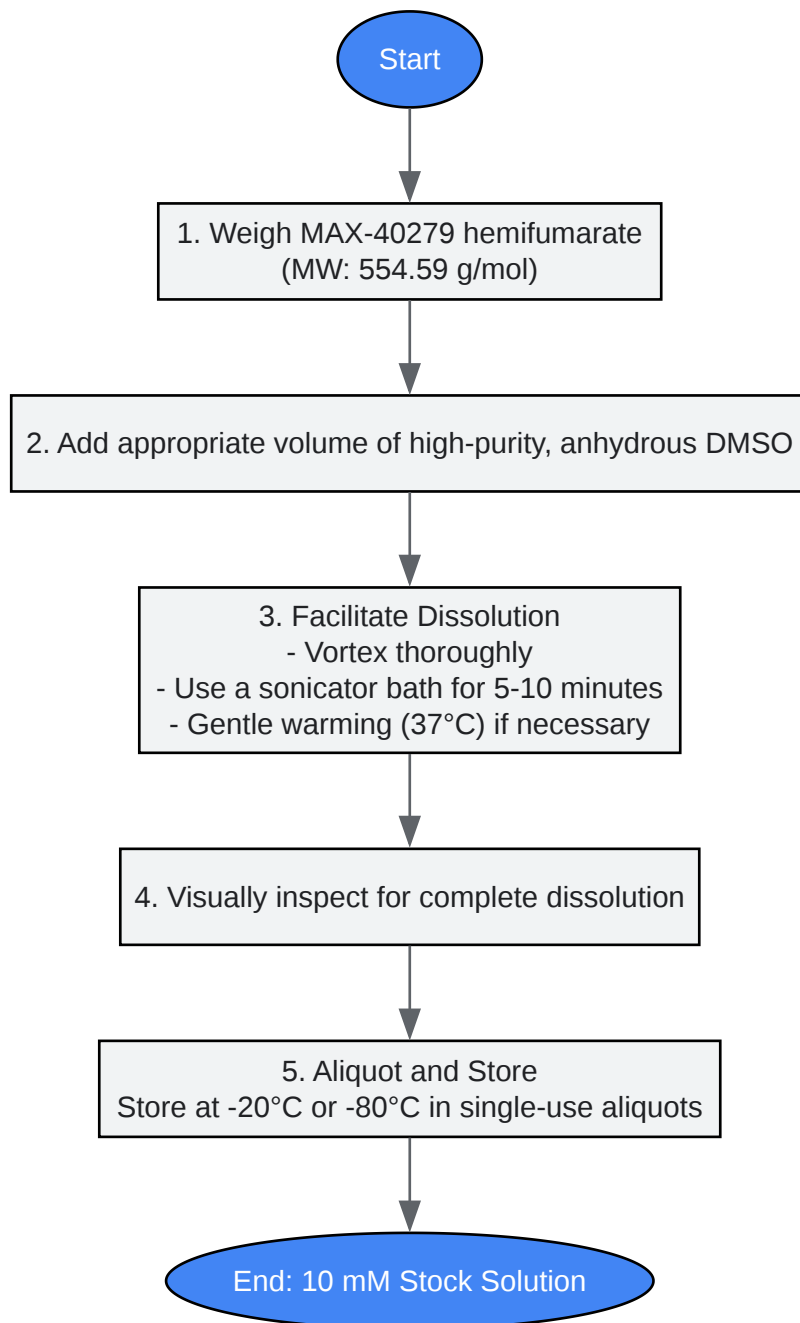 Start
1. Weigh MAX-40279 hemifumarate
(MW: 554.59 g/mol)
2. Add appropriate volume of high-purity, anhydrous DMSO
3. Facilitate Dissolution
- Vortex thoroughly
- Use a sonicator bath for 5-10 minutes
- Gentle warming (37°C) if necessary
4. Visually inspect for complete dissolution
5. Aliquot and Store
Store at -20°C or -80°C in single-use aliquots
End: 10 mM Stock Solution